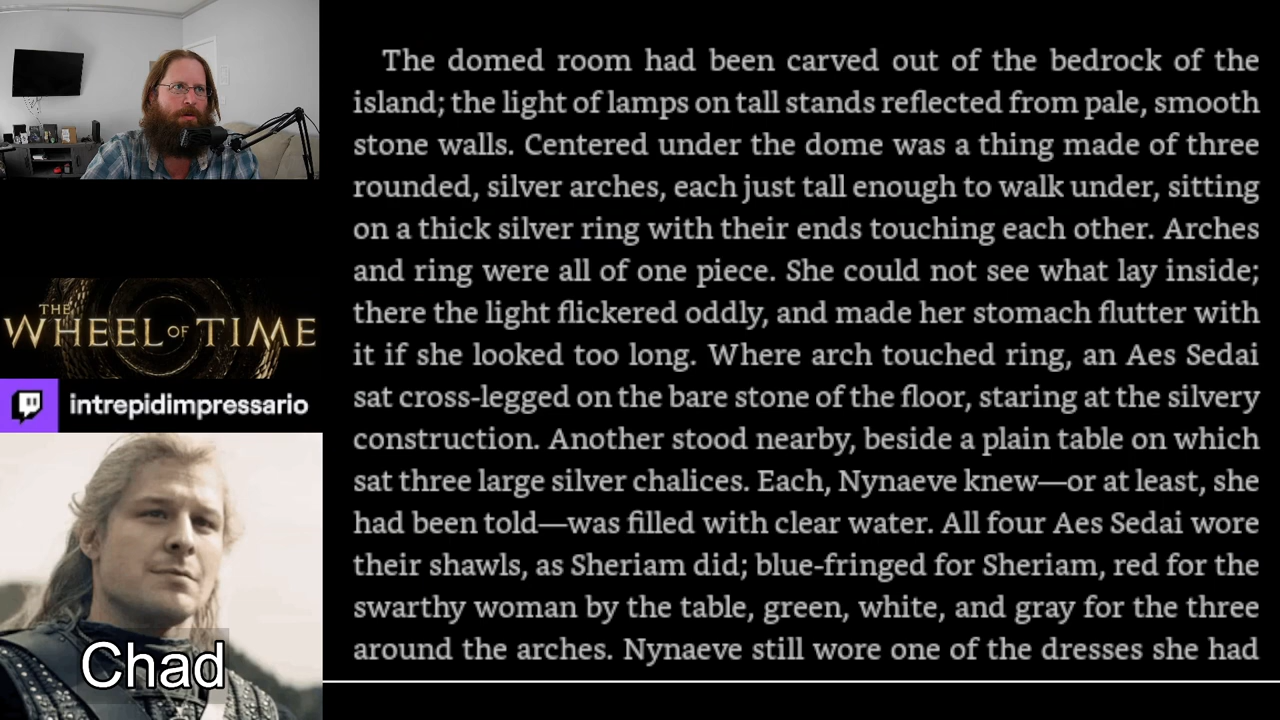 The domed room had been carved out of the bedrock of the
island; the light of lamps on tall stands reflected from pale, smooth
stone walls. Centered under the dome was a thing made of three
rounded, silver arches, each just tall enough to walk under, sitting
on a thick silver ring with their ends touching each other. Arches
and ring were all of one piece. She could not see what lay inside;
there the light flickered oddly, and made her stomach flutter with
it if she looked too long. Where arch touched ring, an Aes Sedai
sat cross-legged on the bare stone of the floor, staring at the silvery
construction. Another stood nearby, beside a plain table on which
sat three large silver chalices. Each, Nynaeve knew—or at least, she
had been told—was filled with clear water. All four Aes Sedai wore
their shawls, as Sheriam did; blue-fringed for Sheriam, red for the
swarthy woman by the table, green, white, and gray for the three
around the arches. Nynaeve still wore one of the dresses she had
THE
WHEEL OF TIME
intrepidimpressario
Chad